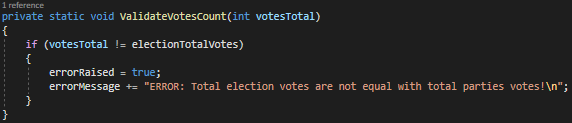 1 reference
private static void ValidateVotesCount(int votesTotal)
{
if (votesTotal != electionTotalVotes)
{
errorRaised = true;
errorMessage += "ERROR: Total election votes are not equal with total parties votes!\n";
}
}